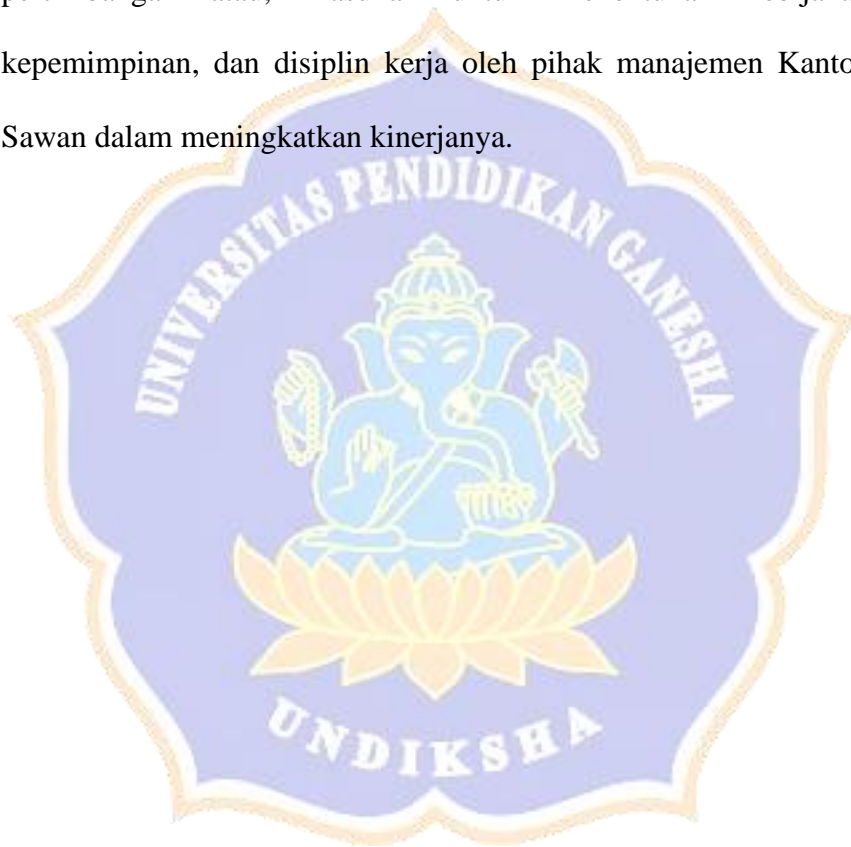 kepemimpinan, dan disiplin kerja oleh pihak manajemen Kanto
Sawan dalam meningkatkan kinerjanya.
UNIVERSITAS PENDIDIKAN GANESHA
UNDIKSHA